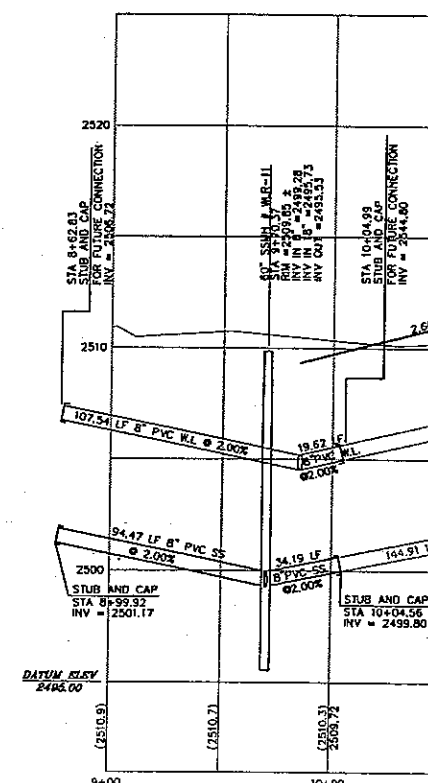 2520
STA 8+62.83
STUB AND CAP
FOR FUTURE CONNECTION
INV = 2506.72
60" SSMH # W.R-11
STA 9+70.37
RIM =2509.85 ±
INV IN 8" =2499.28
INV IN 18" =2495.73
INV OUT =2495.53
STA 10+04.99
STUB AND CAP
FOR FUTURE CONNECTION
INV = 2544.80
2510
107.54 LF 8" PVC W.L @ 2.00%
19.62 LF
8" PVC W.L.
@2.00%
94.47 LF 8" PVC SS
@ 2.00%
34.19 LF
8" PVC SS
@2.00%
144.91
2500
STUB AND CAP
STA 8+99.92
INV = 2501.17
STUB AND CAP
STA 10+04.56
INV = 2499.80
DATUM ELEV
2495.00
(2510.9)
(2510.7)
(2510.3)
2509.72
9+00
10+00